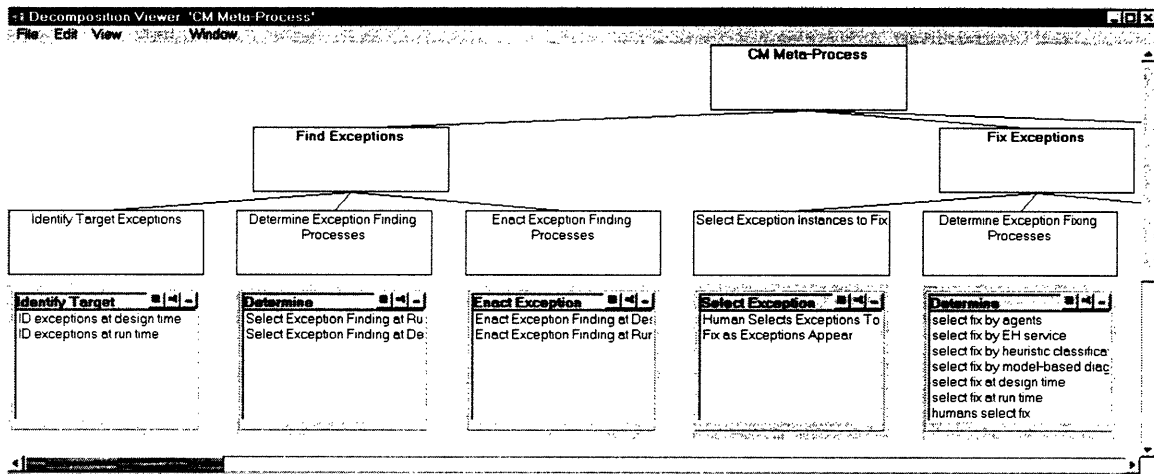 Decomposition Viewer 'CM Meta-Process'
File Edit View Window
CM Meta-Process
Find Exceptions
Fix Exceptions
Identify Target Exceptions
Determine Exception Finding
Processes
Enact Exception Finding
Processes
Select Exception Instances to Fix
Determine Exception Fixing
Processes
Identify Target
ID exceptions at design time
ID exceptions at run time
Determine
Select Exception Finding at Ru
Select Exception Finding at De
Enact Exception
Enact Exception Finding at Des
Enact Exception Finding at Run
Select Exception
Human Selects Exceptions To
Fix as Exceptions Appear
Determine
select fix by agents
select fix by EH service
select fix by heuristic classifica
select fix by model-based diag
select fix at design time
select fix at run time
humans select fix